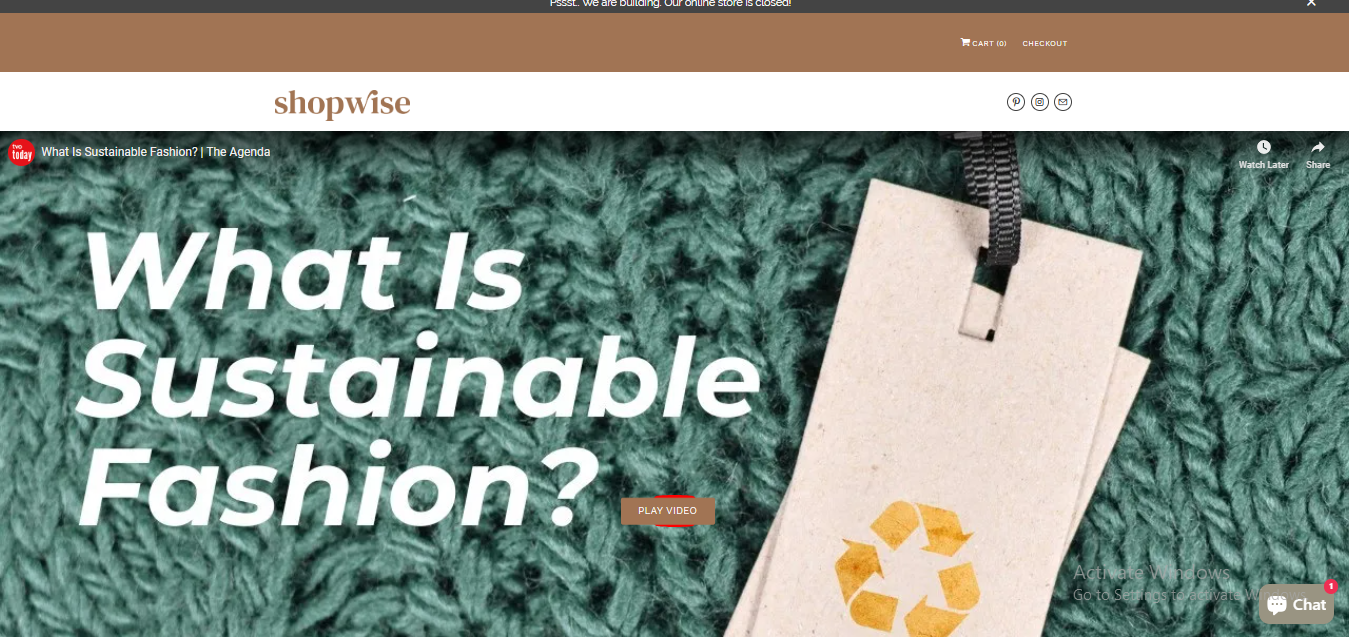 Pssst.. We are building. Our online store is closed!
CART (0) CHECKOUT
shopwise
tvo today What Is Sustainable Fashion? | The Agenda
Watch Later Share
What Is
Sustainable
Fashion?
PLAY VIDEO
Activate Windows
Go to Settings to activate Windows.
1
Chat